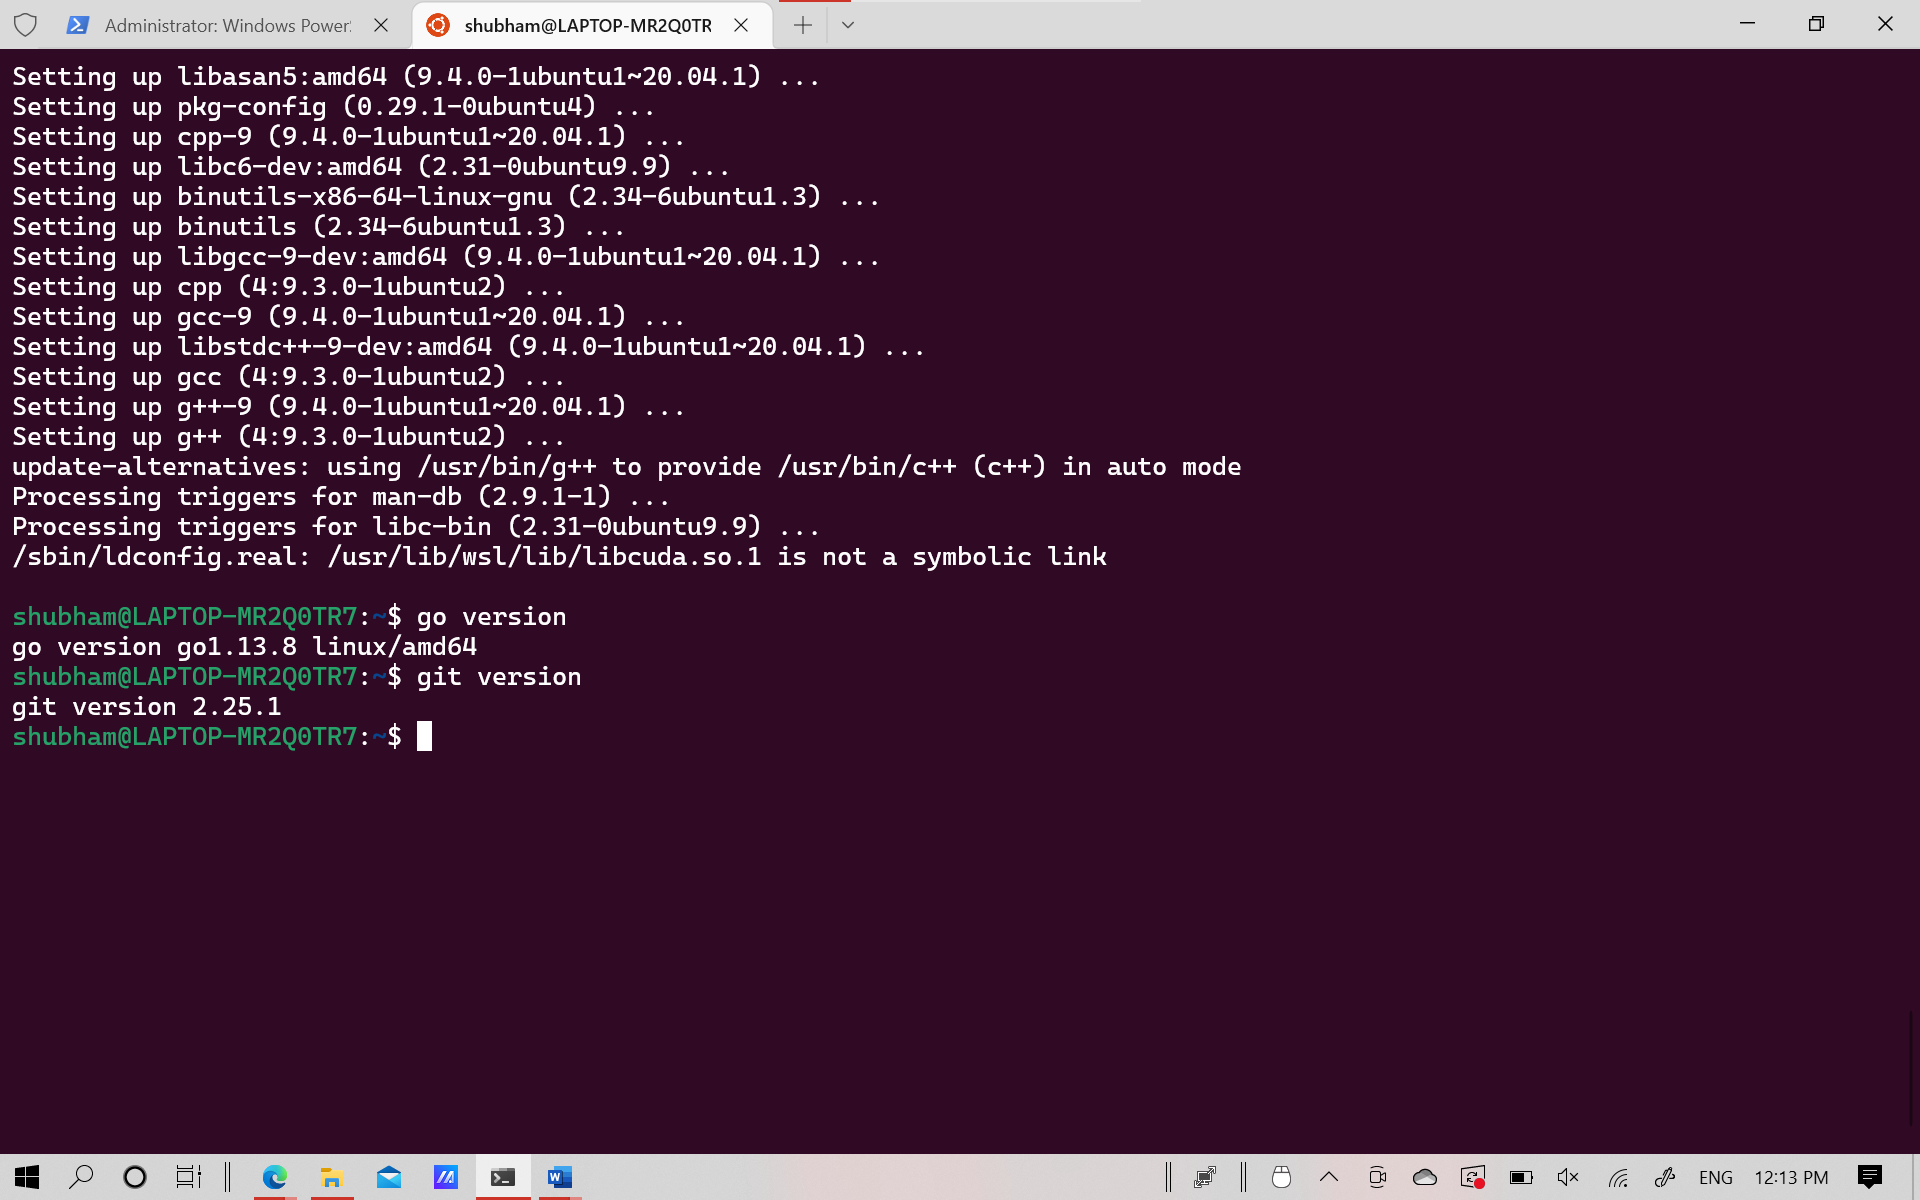 Administrator: Windows Power
shubham@LAPTOP-MR2Q0TR
Setting up libasan5:amd64 (9.4.0-1ubuntu1~20.04.1) ...
Setting up pkg-config (0.29.1-0ubuntu4) ...
Setting up cpp-9 (9.4.0-1ubuntu1~20.04.1) ...
Setting up libc6-dev:amd64 (2.31-0ubuntu9.9) ...
Setting up binutils-x86-64-linux-gnu (2.34-6ubuntu1.3) ...
Setting up binutils (2.34-6ubuntu1.3) ...
Setting up libgcc-9-dev:amd64 (9.4.0-1ubuntu1~20.04.1) ...
Setting up cpp (4:9.3.0-1ubuntu2) ...
Setting up gcc-9 (9.4.0-1ubuntu1~20.04.1) ...
Setting up libstdc++-9-dev:amd64 (9.4.0-1ubuntu1~20.04.1) ...
Setting up gcc (4:9.3.0-1ubuntu2) ...
Setting up g++-9 (9.4.0-1ubuntu1~20.04.1) ...
Setting up g++ (4:9.3.0-1ubuntu2) ...
update-alternatives: using /usr/bin/g++ to provide /usr/bin/c++ (c++) in auto mode
Processing triggers for man-db (2.9.1-1) ...
Processing triggers for libc-bin (2.31-0ubuntu9.9) ...
/sbin/ldconfig.real: /usr/lib/wsl/lib/libcuda.so.1 is not a symbolic link
shubham@LAPTOP-MR2Q0TR7:~$ go version
go version go1.13.8 linux/amd64
shubham@LAPTOP-MR2Q0TR7:~$ git version
git version 2.25.1
shubham@LAPTOP-MR2Q0TR7:~$
ENG 12:13 PM